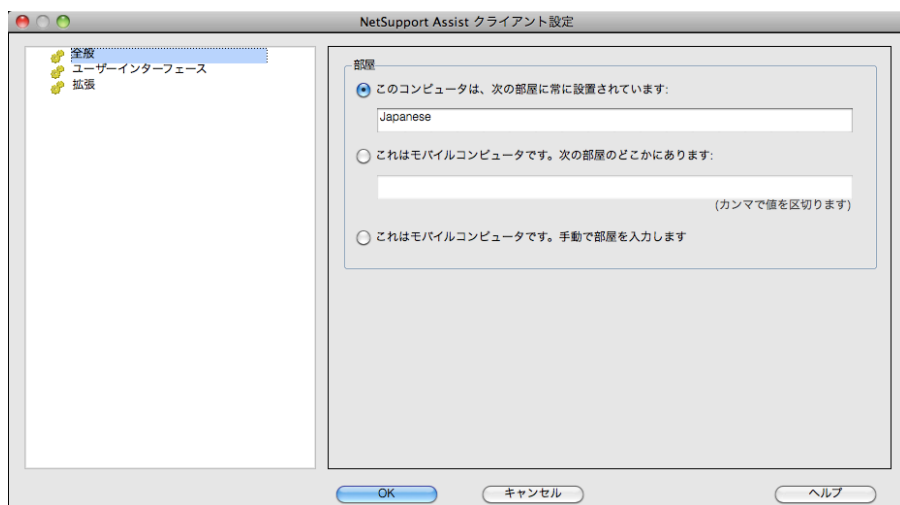 NetSupport Assist クライアント設定
全般
ユーザーインターフェース
拡張
部屋
このコンピュータは、次の部屋に常に設置されています:
Japanese
これはモバイルコンピュータです。次の部屋のどこかにあります:
(カンマで値を区切ります)
これはモバイルコンピュータです。手動で部屋を入力します
OK
キャンセル
ヘルプ